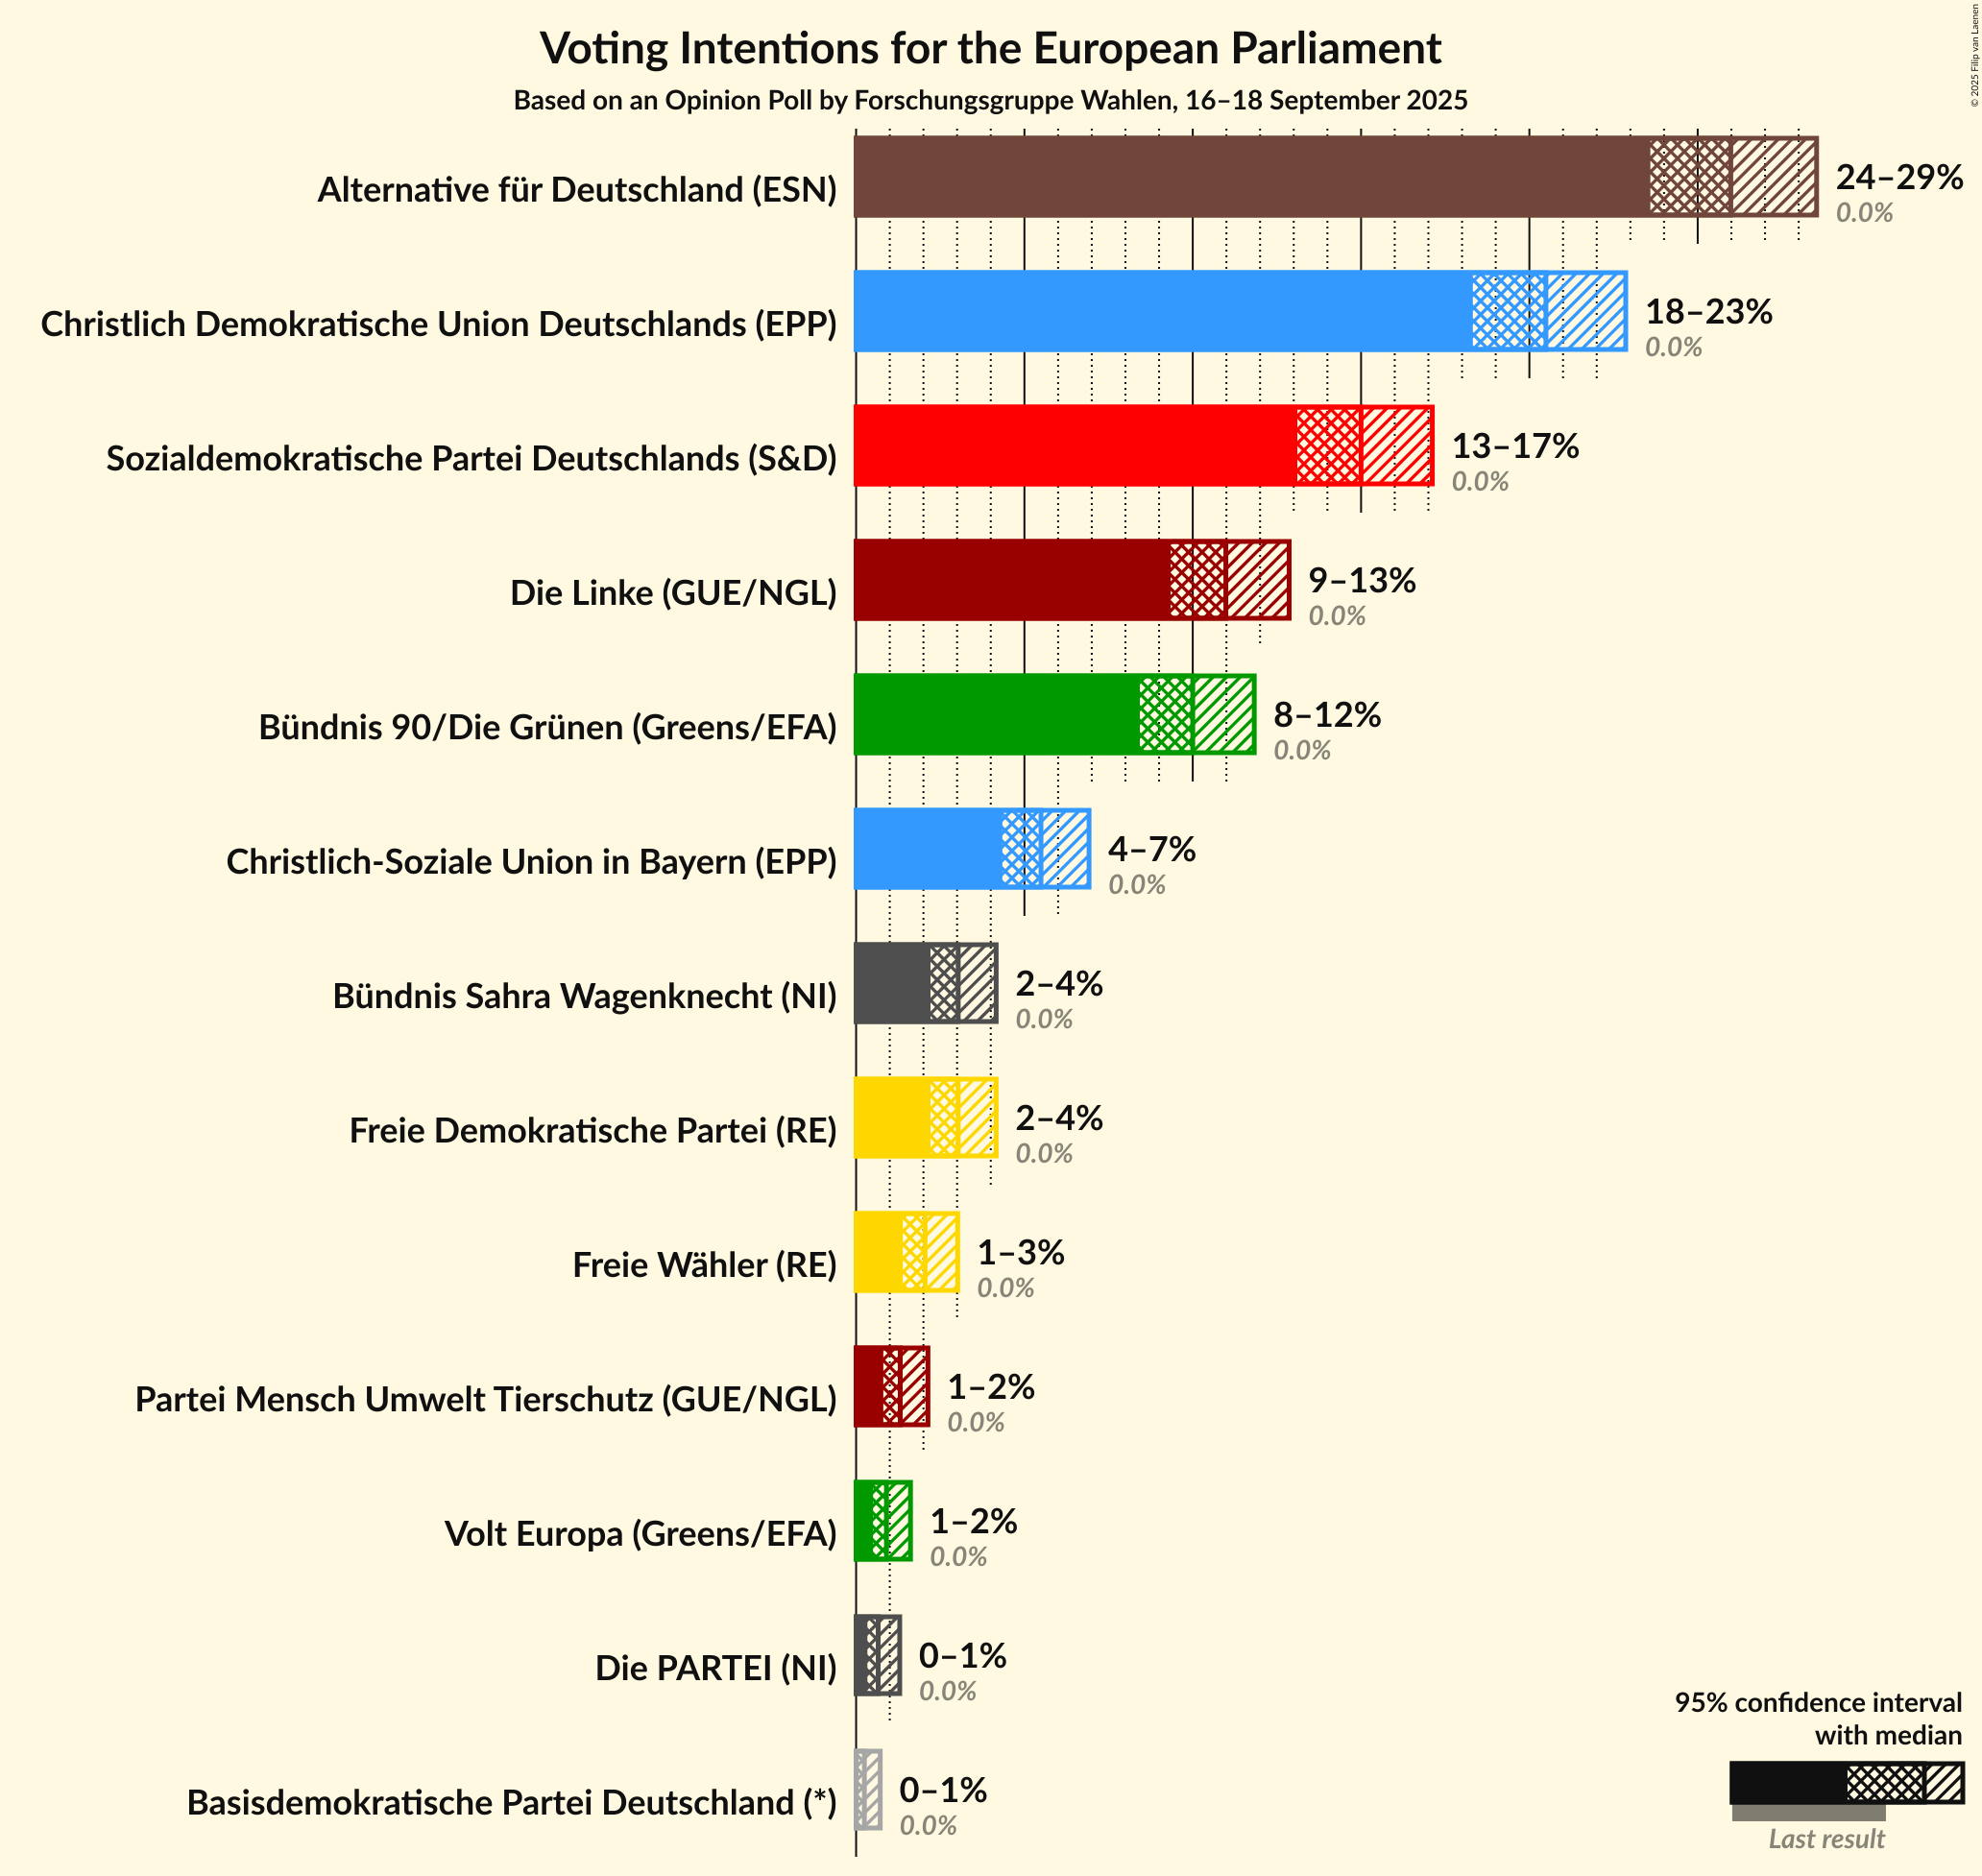 Voting Intentions for the European Parliament
Based on an Opinion Poll by Forschungsgruppe Wahlen, 16–18 September 2025
© 2025 Filip van Laenen
Alternative für Deutschland (ESN)
24–29%
0.0%
Christlich Demokratische Union Deutschlands (EPP)
18–23%
0.0%
Sozialdemokratische Partei Deutschlands (S&D)
13–17%
0.0%
Die Linke (GUE/NGL)
9–13%
0.0%
Bündnis 90/Die Grünen (Greens/EFA)
8–12%
0.0%
Christlich-Soziale Union in Bayern (EPP)
4–7%
0.0%
Bündnis Sahra Wagenknecht (NI)
2–4%
0.0%
Freie Demokratische Partei (RE)
2–4%
0.0%
Freie Wähler (RE)
1–3%
0.0%
Partei Mensch Umwelt Tierschutz (GUE/NGL)
1–2%
0.0%
Volt Europa (Greens/EFA)
1–2%
0.0%
Die PARTEI (NI)
0–1%
0.0%
Basisdemokratische Partei Deutschland (*)
0–1%
0.0%
95% confidence interval
with median
Last result